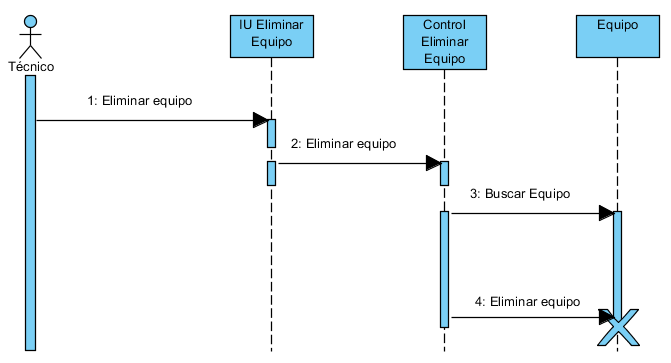 Técnico
IU Eliminar
Equipo
Control
Eliminar
Equipo
Equipo
1: Eliminar equipo
2: Eliminar equipo
3: Buscar Equipo
4: Eliminar equipo